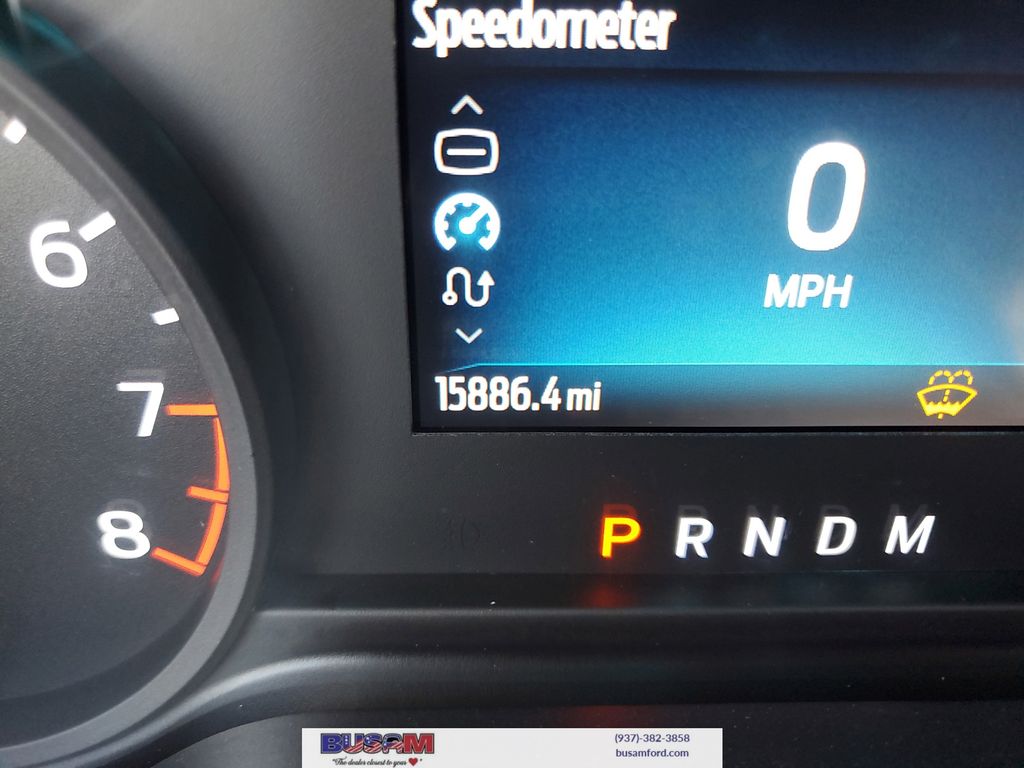 Speedometer
0
MPH
6
7
8
15886.4 mi
P R N D M
BUSAM
"The dealer closest to your ❤"
(937)-382-3858
busamford.com